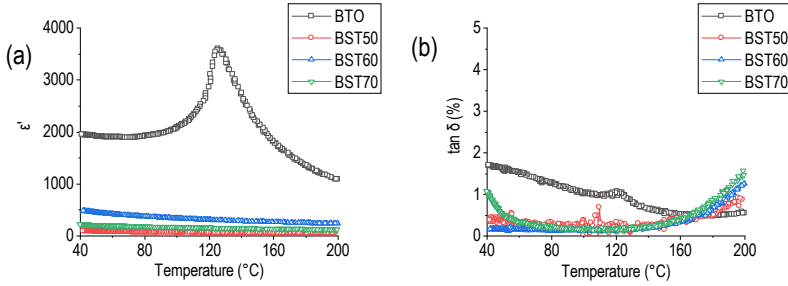 (a)
BTO
BST50
BST60
BST70
ε'
4000
3000
2000
1000
0
40
80
120
160
200
Temperature (°C)
(b)
BTO
BST50
BST60
BST70
tan δ (%)
5
4
3
2
1
0
40
80
120
160
200
Temperature (°C)